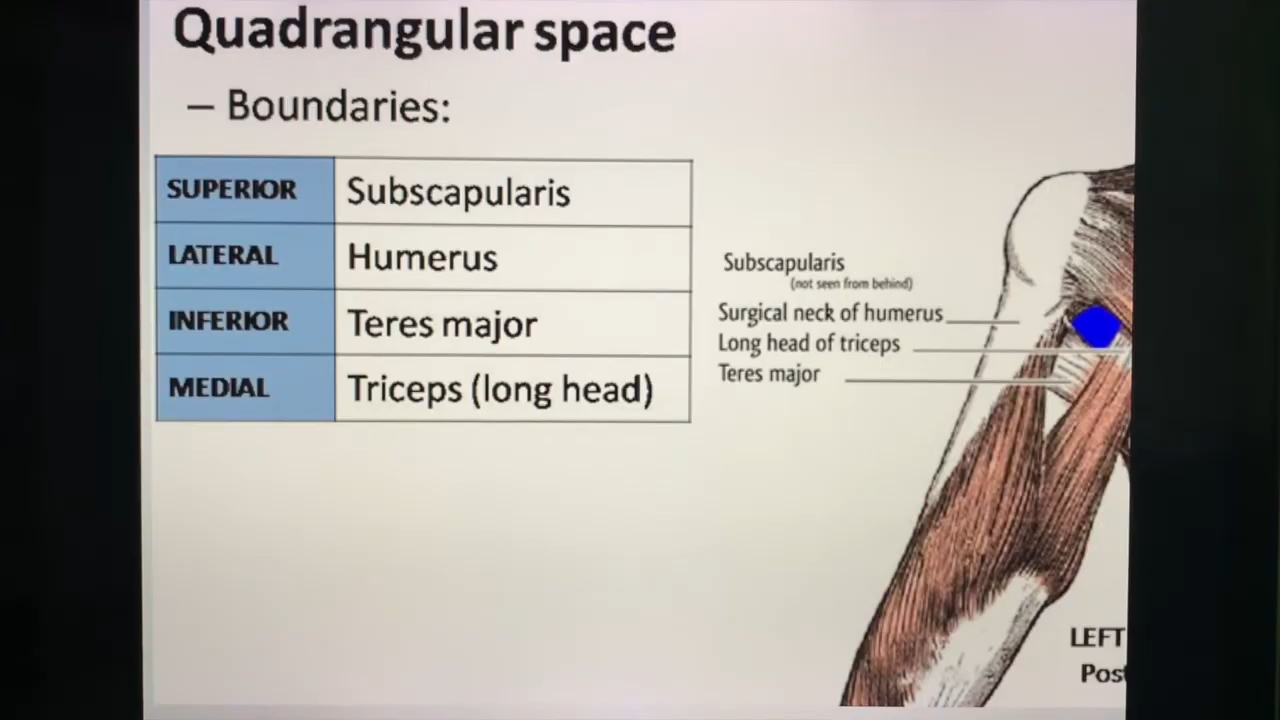 Quadrangular space
– Boundaries:
SUPERIOR Subscapularis
LATERAL Humerus
INFERIOR Teres major
MEDIAL Triceps (long head)
Subscapularis
(not seen from behind)
Surgical neck of humerus
Long head of triceps
Teres major
LEFT
Pos